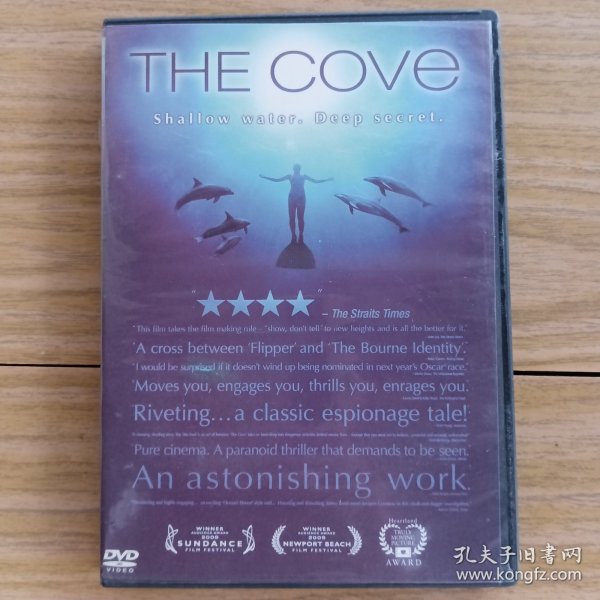 THE COVE
Shallow water. Deep secret.
"★★★★" – The Straits Times
"This film takes the film making rule - 'show, don't tell' to new heights and is all the better for it."
'A cross between 'Flipper' and 'The Bourne Identity'.
'I would be surprised if it doesn't wind up being nominated in next year's Oscar race.'
'Moves you, engages you, thrills you, enrages you.
Riveting...a classic espionage tale!
Pure cinema. A paranoid thriller that demands to be seen.
An astonishing work.
DVD
VIDEO
WINNER
AUDIENCE AWARD
2009
SUNDANCE
FILM FESTIVAL
WINNER
AUDIENCE AWARD
2009
NEWPORT BEACH
FILM FESTIVAL
Heartland
TRULY
MOVING
PICTURE
AWARD
孔夫子旧书网
www.kongfz.com